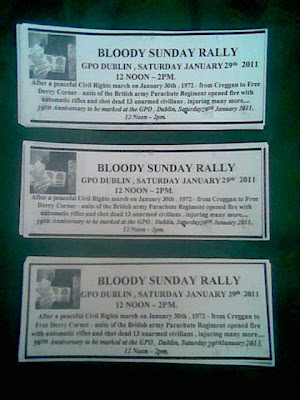 BLOODY SUNDAY RALLY
GPO DUBLIN , SATURDAY JANUARY 29th 2011
12 NOON – 2PM.
After a peaceful Civil Rights march on January 30th , 1972 - from Creggan to Free
Derry Corner - units of the British army Parachute Regiment opened fire with
automatic rifles and shot dead 13 unarmed civilians , injuring many more....
39th Anniversary to be marked at the GPO , Dublin, Saturday 29th January 2011.
12 Noon – 2pm.
BLOODY SUNDAY RALLY
GPO DUBLIN , SATURDAY JANUARY 29th 2011
12 NOON – 2PM.
After a peaceful Civil Rights march on January 30th , 1972 - from Creggan to Free
Derry Corner - units of the British army Parachute Regiment opened fire with
automatic rifles and shot dead 13 unarmed civilians , injuring many more....
39th Anniversary to be marked at the GPO , Dublin, Saturday 29th January 2011.
12 Noon – 2pm.
BLOODY SUNDAY RALLY
GPO DUBLIN , SATURDAY JANUARY 29th 2011
12 NOON – 2PM.
After a peaceful Civil Rights march on January 30th , 1972 - from Creggan to
Free Derry Corner - units of the British army Parachute Regiment opened fire
with automatic rifles and shot dead 13 unarmed civilians , injuring many more....
39th Anniversary to be marked at the GPO , Dublin, Saturday 29th January 2011.
12 Noon – 2pm.